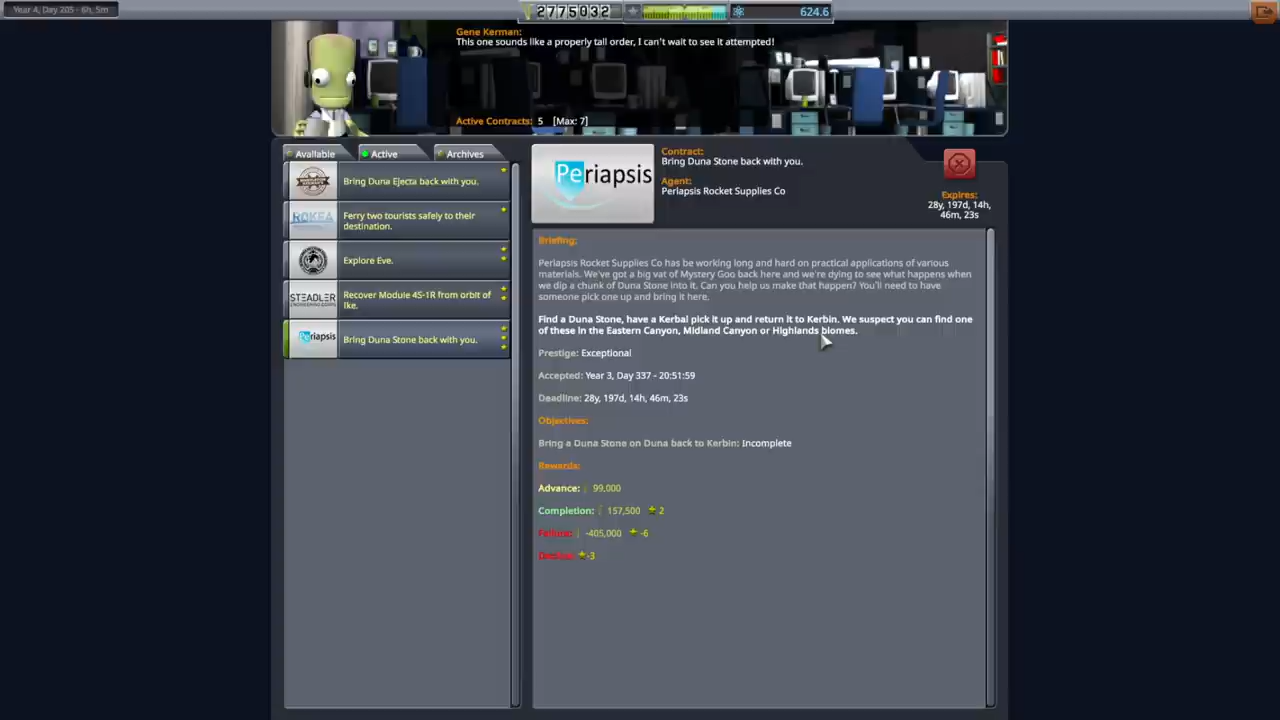 Year 4, Day 205 - 6h, 5m
2775032
624.6
Gene Kerman:
This one sounds like a properly tall order, I can't wait to see it attempted!
Active Contracts: 5 [Max: 7]
Available
Active
Archives
Bring Duna Ejecta back with you.
ROKEA
Ferry two tourists safely to their
destination.
Explore Eve.
STEADLER
Recover Module 4S-1R from orbit of
Ike.
Periapsis
Bring Duna Stone back with you.
Periapsis
Contract:
Bring Duna Stone back with you.
Agent:
Periapsis Rocket Supplies Co
Expires:
28y, 197d, 14h,
46m, 23s
Briefing:
Periapsis Rocket Supplies Co has be working long and hard on practical applications of various
materials. We've got a big vat of Mystery Goo back here and we're dying to see what happens when
we dip a chunk of Duna Stone into it. Can you help us make that happen? You'll need to have
someone pick one up and bring it here.
Find a Duna Stone, have a Kerbal pick it up and return it to Kerbin. We suspect you can find one
of these in the Eastern Canyon, Midland Canyon or Highlands biomes.
Prestige: Exceptional
Accepted: Year 3, Day 337 - 20:51:59
Deadline: 28y, 197d, 14h, 46m, 23s
Objectives:
Bring a Duna Stone on Duna back to Kerbin: Incomplete
Rewards:
Advance: 99,000
Completion: 157,500 2
Failure: -405,000 -6
Decline: -3